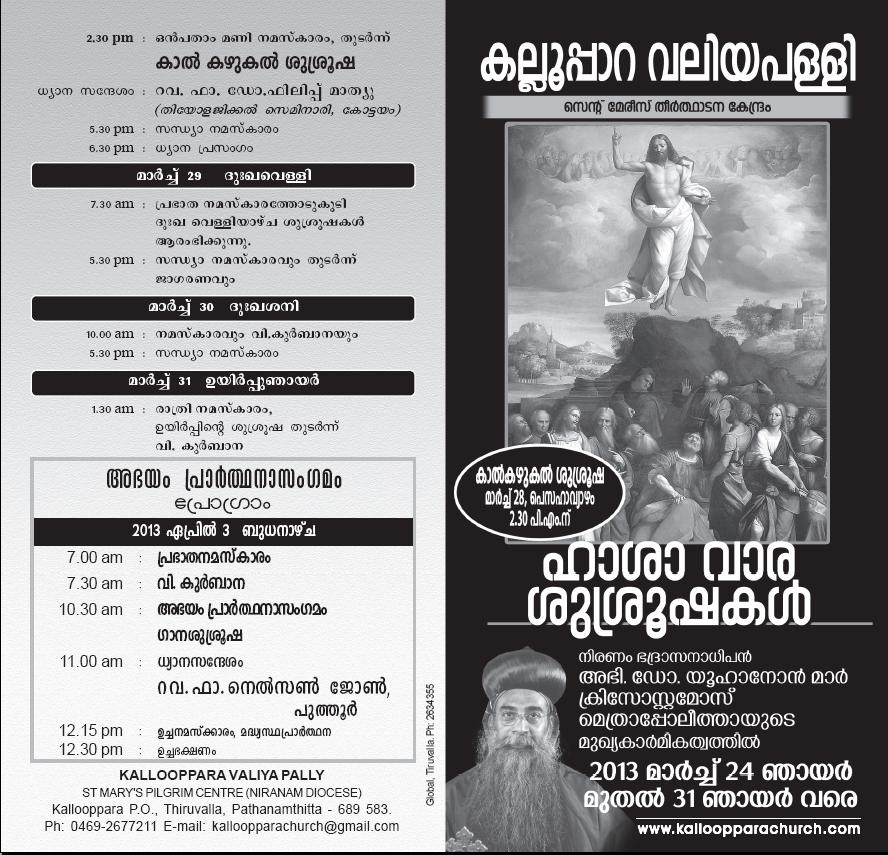 2.30 pm : ഒൻപതാം മണി നമസ്കാരം, തുടർന്ന്
കാൽ കഴുകൽ ശുശ്രൂഷ
ധ്യാന സന്ദേശം : റവ. ഫാ. ഡോ.ഫിലിപ്പ് മാത്യു
(തിയോളജിക്കൽ സെമിനാരി, കോട്ടയം)
5.30 pm : സന്ധ്യാ നമസ്കാരം
6.30 pm : ധ്യാന പ്രസംഗം
മാർച്ച് 29 ദുഃഖവെള്ളി
7.30 am : പ്രഭാത നമസ്കാരത്തോടുകൂടി
ദുഃഖ വെള്ളിയാഴ്ച ശുശ്രൂഷകൾ
ആരംഭിക്കുന്നു.
5.30 pm : സന്ധ്യാ നമസ്കാരവും തുടർന്ന്
ജാഗരണവും
മാർച്ച് 30 ദുഃഖശനി
10.00 am : നമസ്കാരവും വി.കുർബാനയും
5.30 pm : സന്ധ്യാ നമസ്കാരം
മാർച്ച് 31 ഉയിർപ്പുഞായർ
1.30 am : രാത്രി നമസ്കാരം,
ഉയിർപ്പിന്റെ ശുശ്രൂഷ തുടർന്ന്
വി. കുർബാന
അഭയം പ്രാർത്ഥനാസംഗമം
പ്രോഗ്രാം
2013 ഏപ്രിൽ 3 ബുധനാഴ്ച
7.00 am : പ്രഭാതനമസ്കാരം
7.30 am : വി. കുർബാന
10.30 am : അഭയം പ്രാർത്ഥനാസംഗമം
ഗാനശുശ്രൂഷ
11.00 am : ധ്യാനസന്ദേശം
റവ. ഫാ. നെൽസൺ ജോൺ,
പുത്തൂർ
12.15 pm : ഉച്ചനമസ്ക്കാരം, മദ്ധ്യസ്ഥപ്രാർത്ഥന
12.30 pm : ഉച്ചഭക്ഷണം
KALLOOPPARA VALIYA PALLY
ST MARY'S PILGRIM CENTRE (NIRANAM DIOCESE)
Kallooppara P.O., Thiruvalla, Pathanamthitta - 689 583.
Ph: 0469-2677211 E-mail: kalloopparachurch@gmail.com
Global, Tiruvalla. Ph: 2634355
കല്ലൂപ്പാറ വലിയപള്ളി
സെന്റ് മേരീസ് തീർത്ഥാടന കേന്ദ്രം
കാൽകഴുകൽ ശുശ്രൂഷ
മാർച്ച് 28, പെസഹാവ്യാഴം
2.30 പി.എം.ന്
ഹാശാ വാര
ശുശ്രൂഷകൾ
നിരണം ഭദ്രാസനാധിപൻ
അഭി. ഡോ. യൂഹാനോൻ മാർ
ക്രിസോസ്റ്റമോസ്
മെത്രാപ്പോലീത്തായുടെ
മുഖ്യകാർമികത്വത്തിൽ
2013 മാർച്ച് 24 ഞായർ
മുതൽ 31 ഞായർ വരെ
www.kalloopparachurch.com